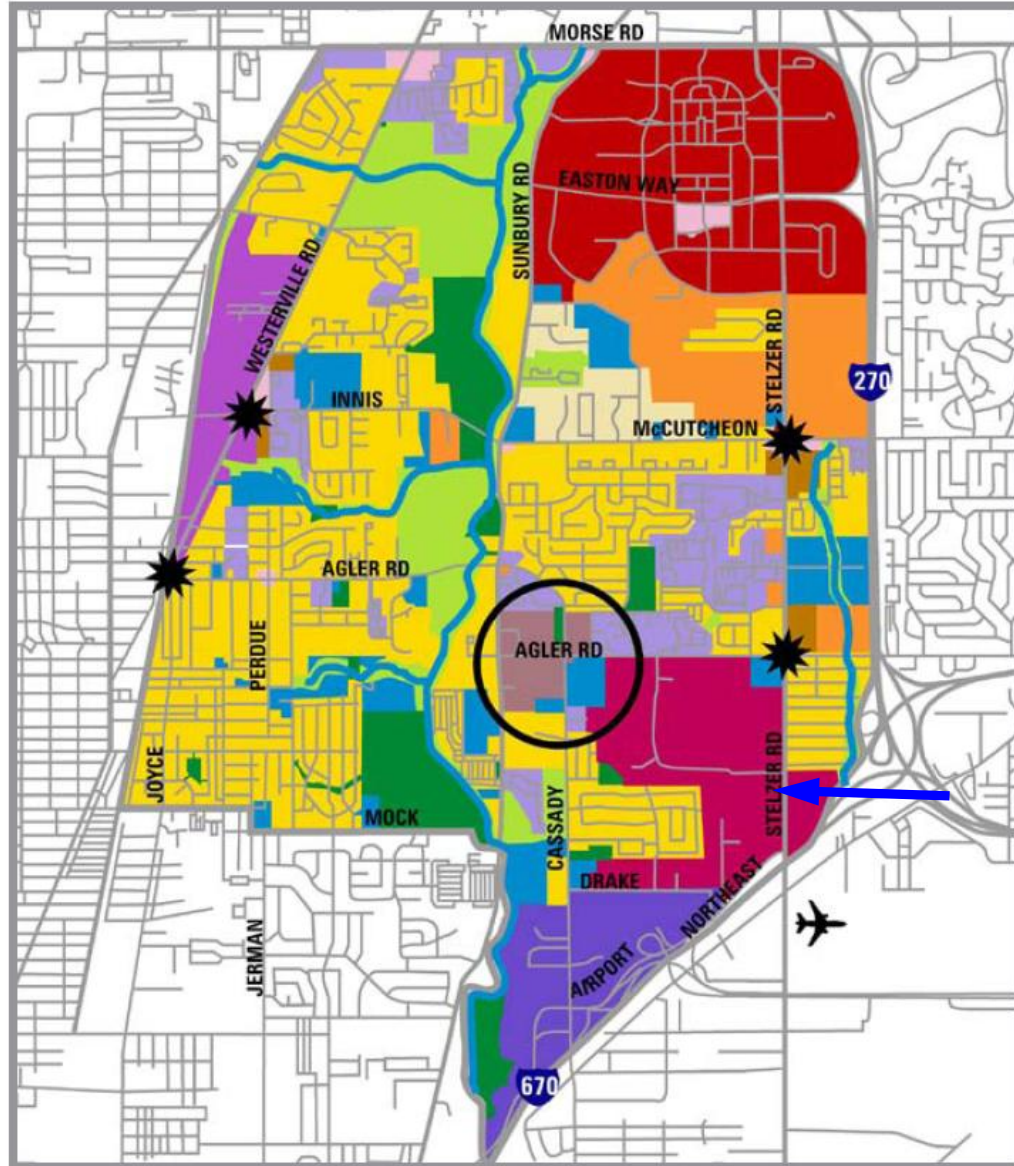 MORSE RD
SUNBURY RD
EASTON WAY
WESTERVILLE RD
STELZER RD
270
INNIS
McCUTCHEON
AGLER RD
AGLER RD
PERDUE
JOYCE
STELZER RD
MOCK
CASSADY
DRAKE
NORTHEAST
JERMAN
AIRPORT
670